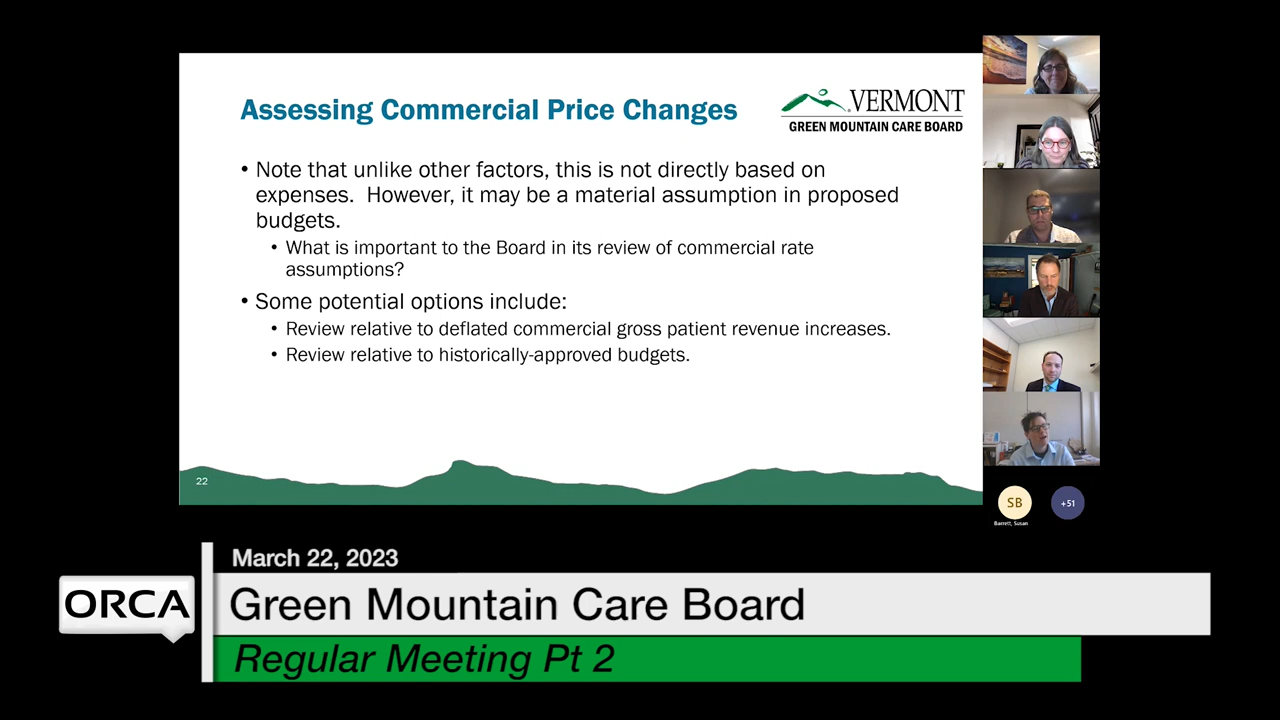 Assessing Commercial Price Changes
VERMONT
GREEN MOUNTAIN CARE BOARD
• Note that unlike other factors, this is not directly based on
expenses. However, it may be a material assumption in proposed
budgets.
• What is important to the Board in its review of commercial rate
assumptions?
• Some potential options include:
• Review relative to deflated commercial gross patient revenue increases.
• Review relative to historically-approved budgets.
22
SB
+51
Barrett, Susan
March 22, 2023
ORCA
Green Mountain Care Board
Regular Meeting Pt 2